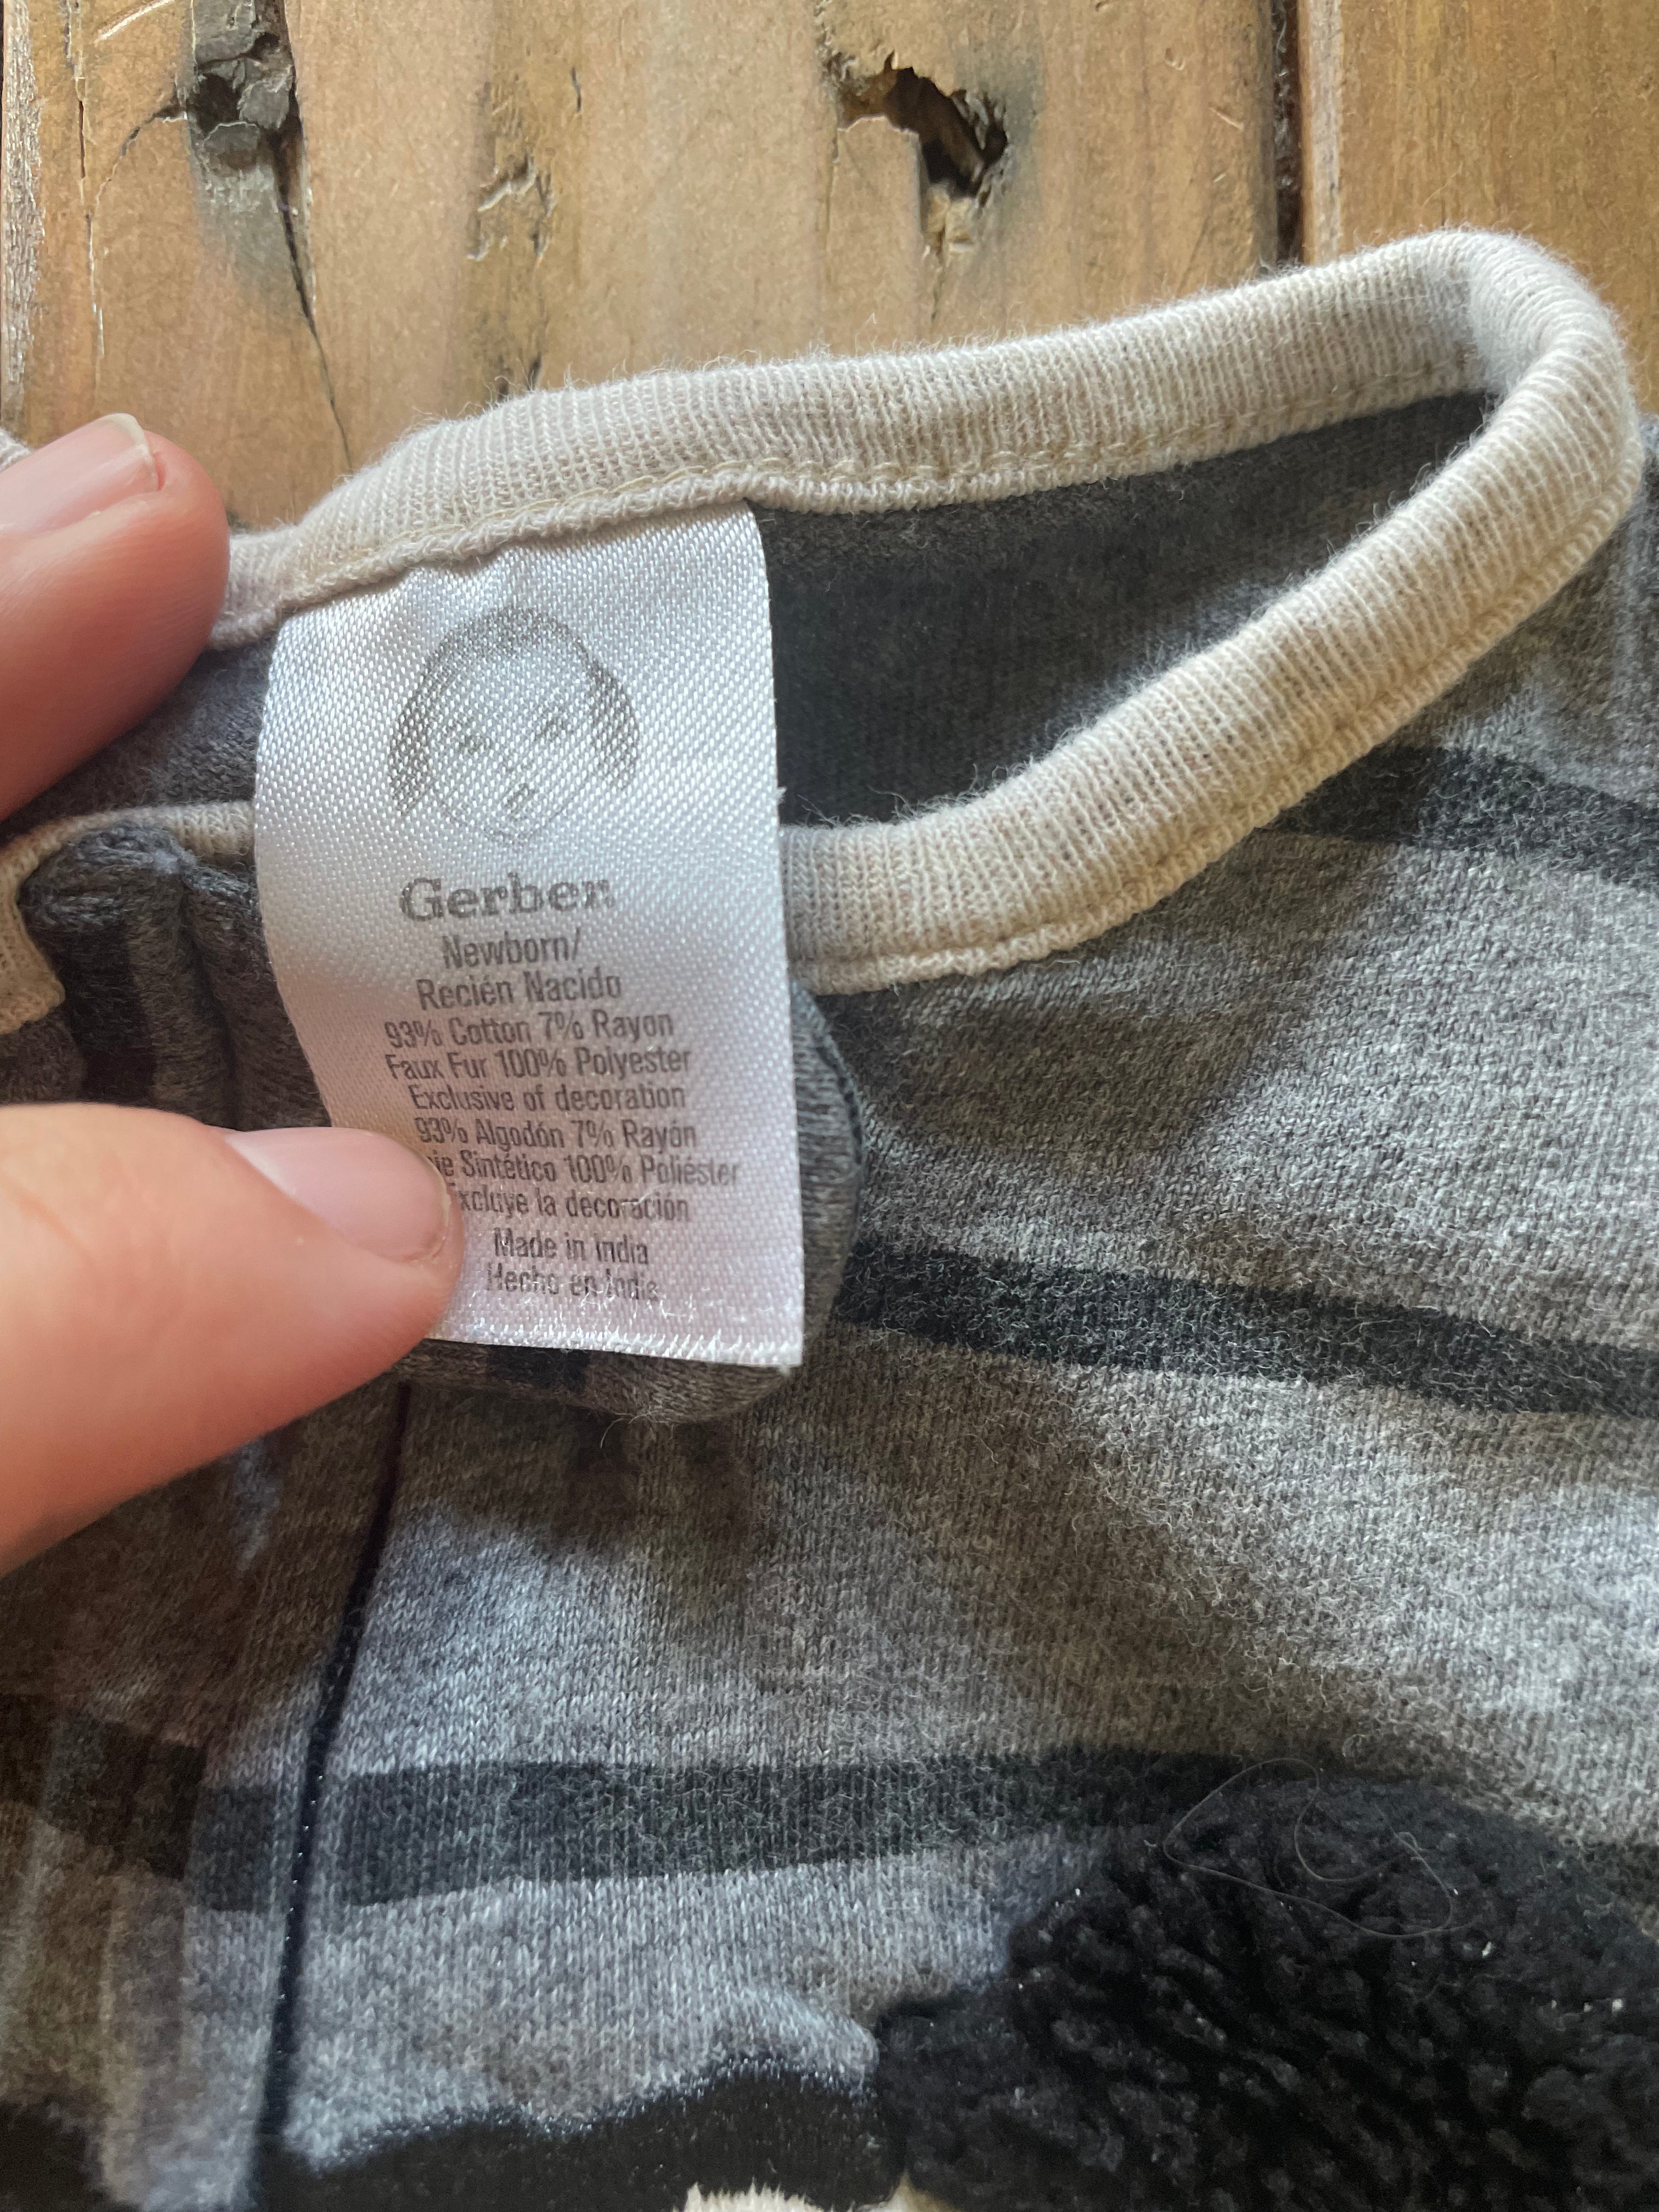 Gerber
Newborn/
Recién Nacido
93% Cotton 7% Rayon
Faux Fur 100% Polyester
Exclusive of decoration
93% Algodón 7% Rayón
Sintético 100% Poliéster
la decoración
Made in India
Hecho en India